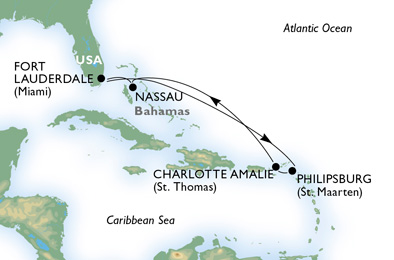 Atlantic Ocean
USA
FORT
LAUDERDALE
(Miami)
NASSAU
Bahamas
CHARLOTTE AMALIE
(St. Thomas)
PHILIPSBURG
(St. Maarten)
Caribbean Sea